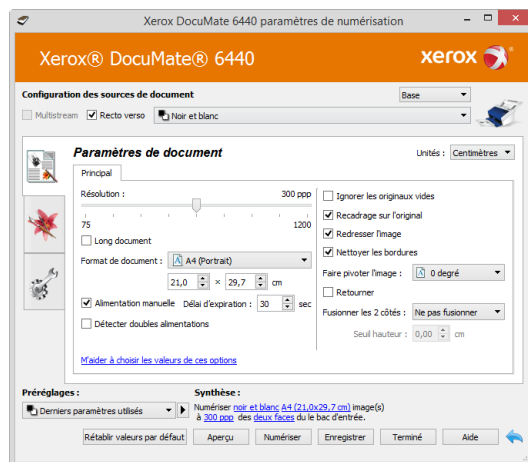 Xerox DocuMate 6440 paramètres de numérisation
Xerox® DocuMate® 6440
xerox
Configuration des sources de document
Base
Multistream
Recto verso
Noir et blanc
Paramètres de document
Unités :
Centimètres
Principal
Résolution :
300 ppp
75
1200
Long document
Format de document :
A4 (Portrait)
21,0 × 29,7 cm
Alimentation manuelle
Délai d'expiration : 30 sec
Détecter doubles alimentations
M'aider à choisir les valeurs de ces options
Ignorer les originaux vides
Recadrage sur l'original
Redresser l'image
Nettoyer les bordures
Faire pivoter l'image :
0 degré
Retourner
Fusionner les 2 côtés :
Ne pas fusionner
Seuil hauteur : 0,00 cm
Préréglages :
Derniers paramètres utilisés
Synthèse :
Numériser noir et blanc A4 (21,0x29,7 cm) image(s)
à 300 ppp des deux faces du le bac d'entrée.
Rétablir valeurs par défaut
Aperçu
Numériser
Enregistrer
Terminé
Aide